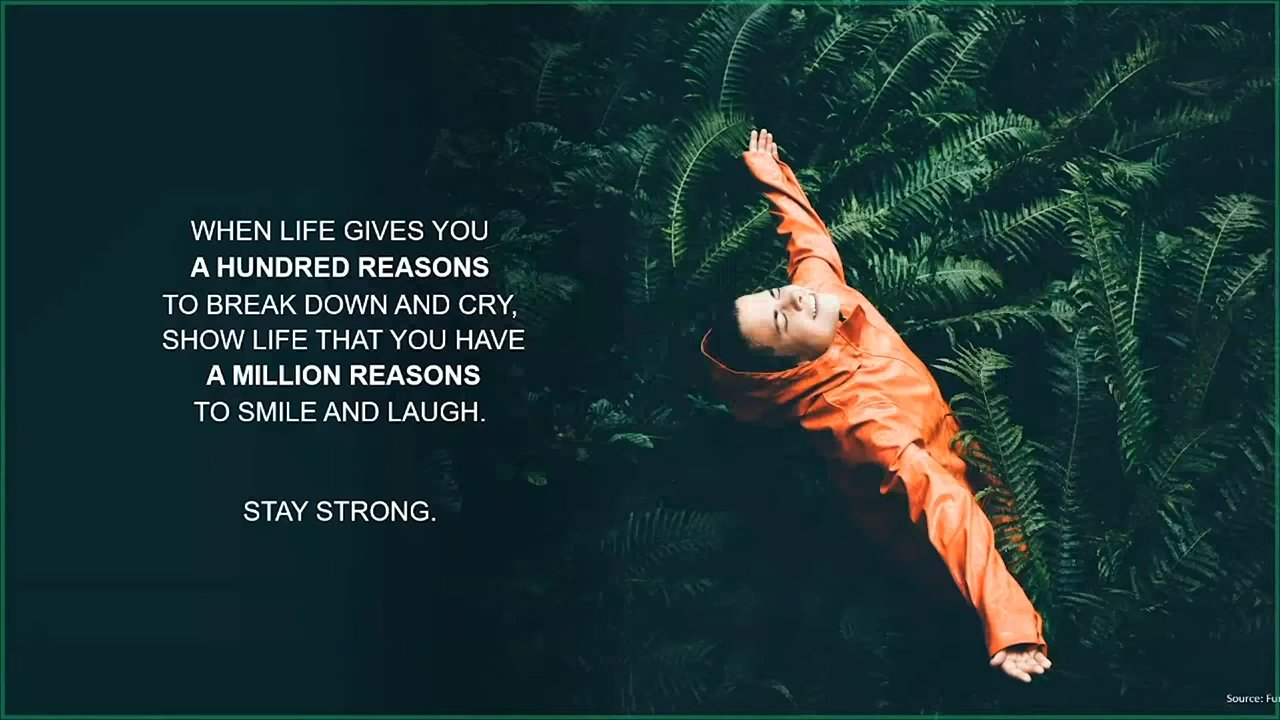 WHEN LIFE GIVES YOU
A HUNDRED REASONS
TO BREAK DOWN AND CRY,
SHOW LIFE THAT YOU HAVE
A MILLION REASONS
TO SMILE AND LAUGH.
STAY STRONG.
Source: